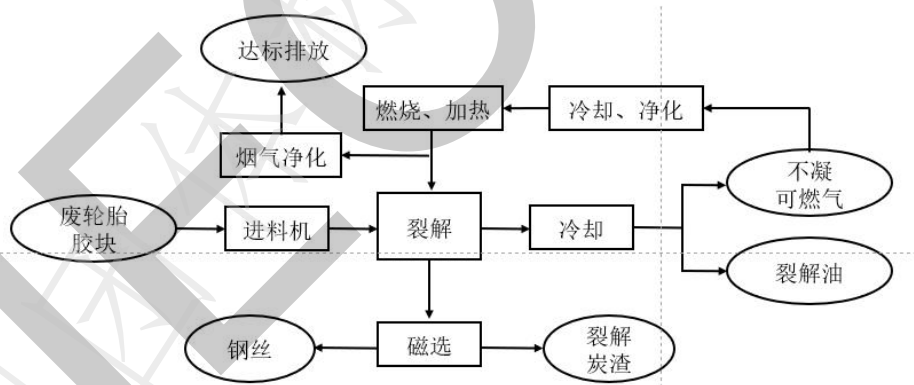 达标排放
燃烧、加热
冷却、净化
烟气净化
不凝
可燃气
废轮胎
胶块
进料机
裂解
冷却
裂解油
钢丝
磁选
裂解
炭渣